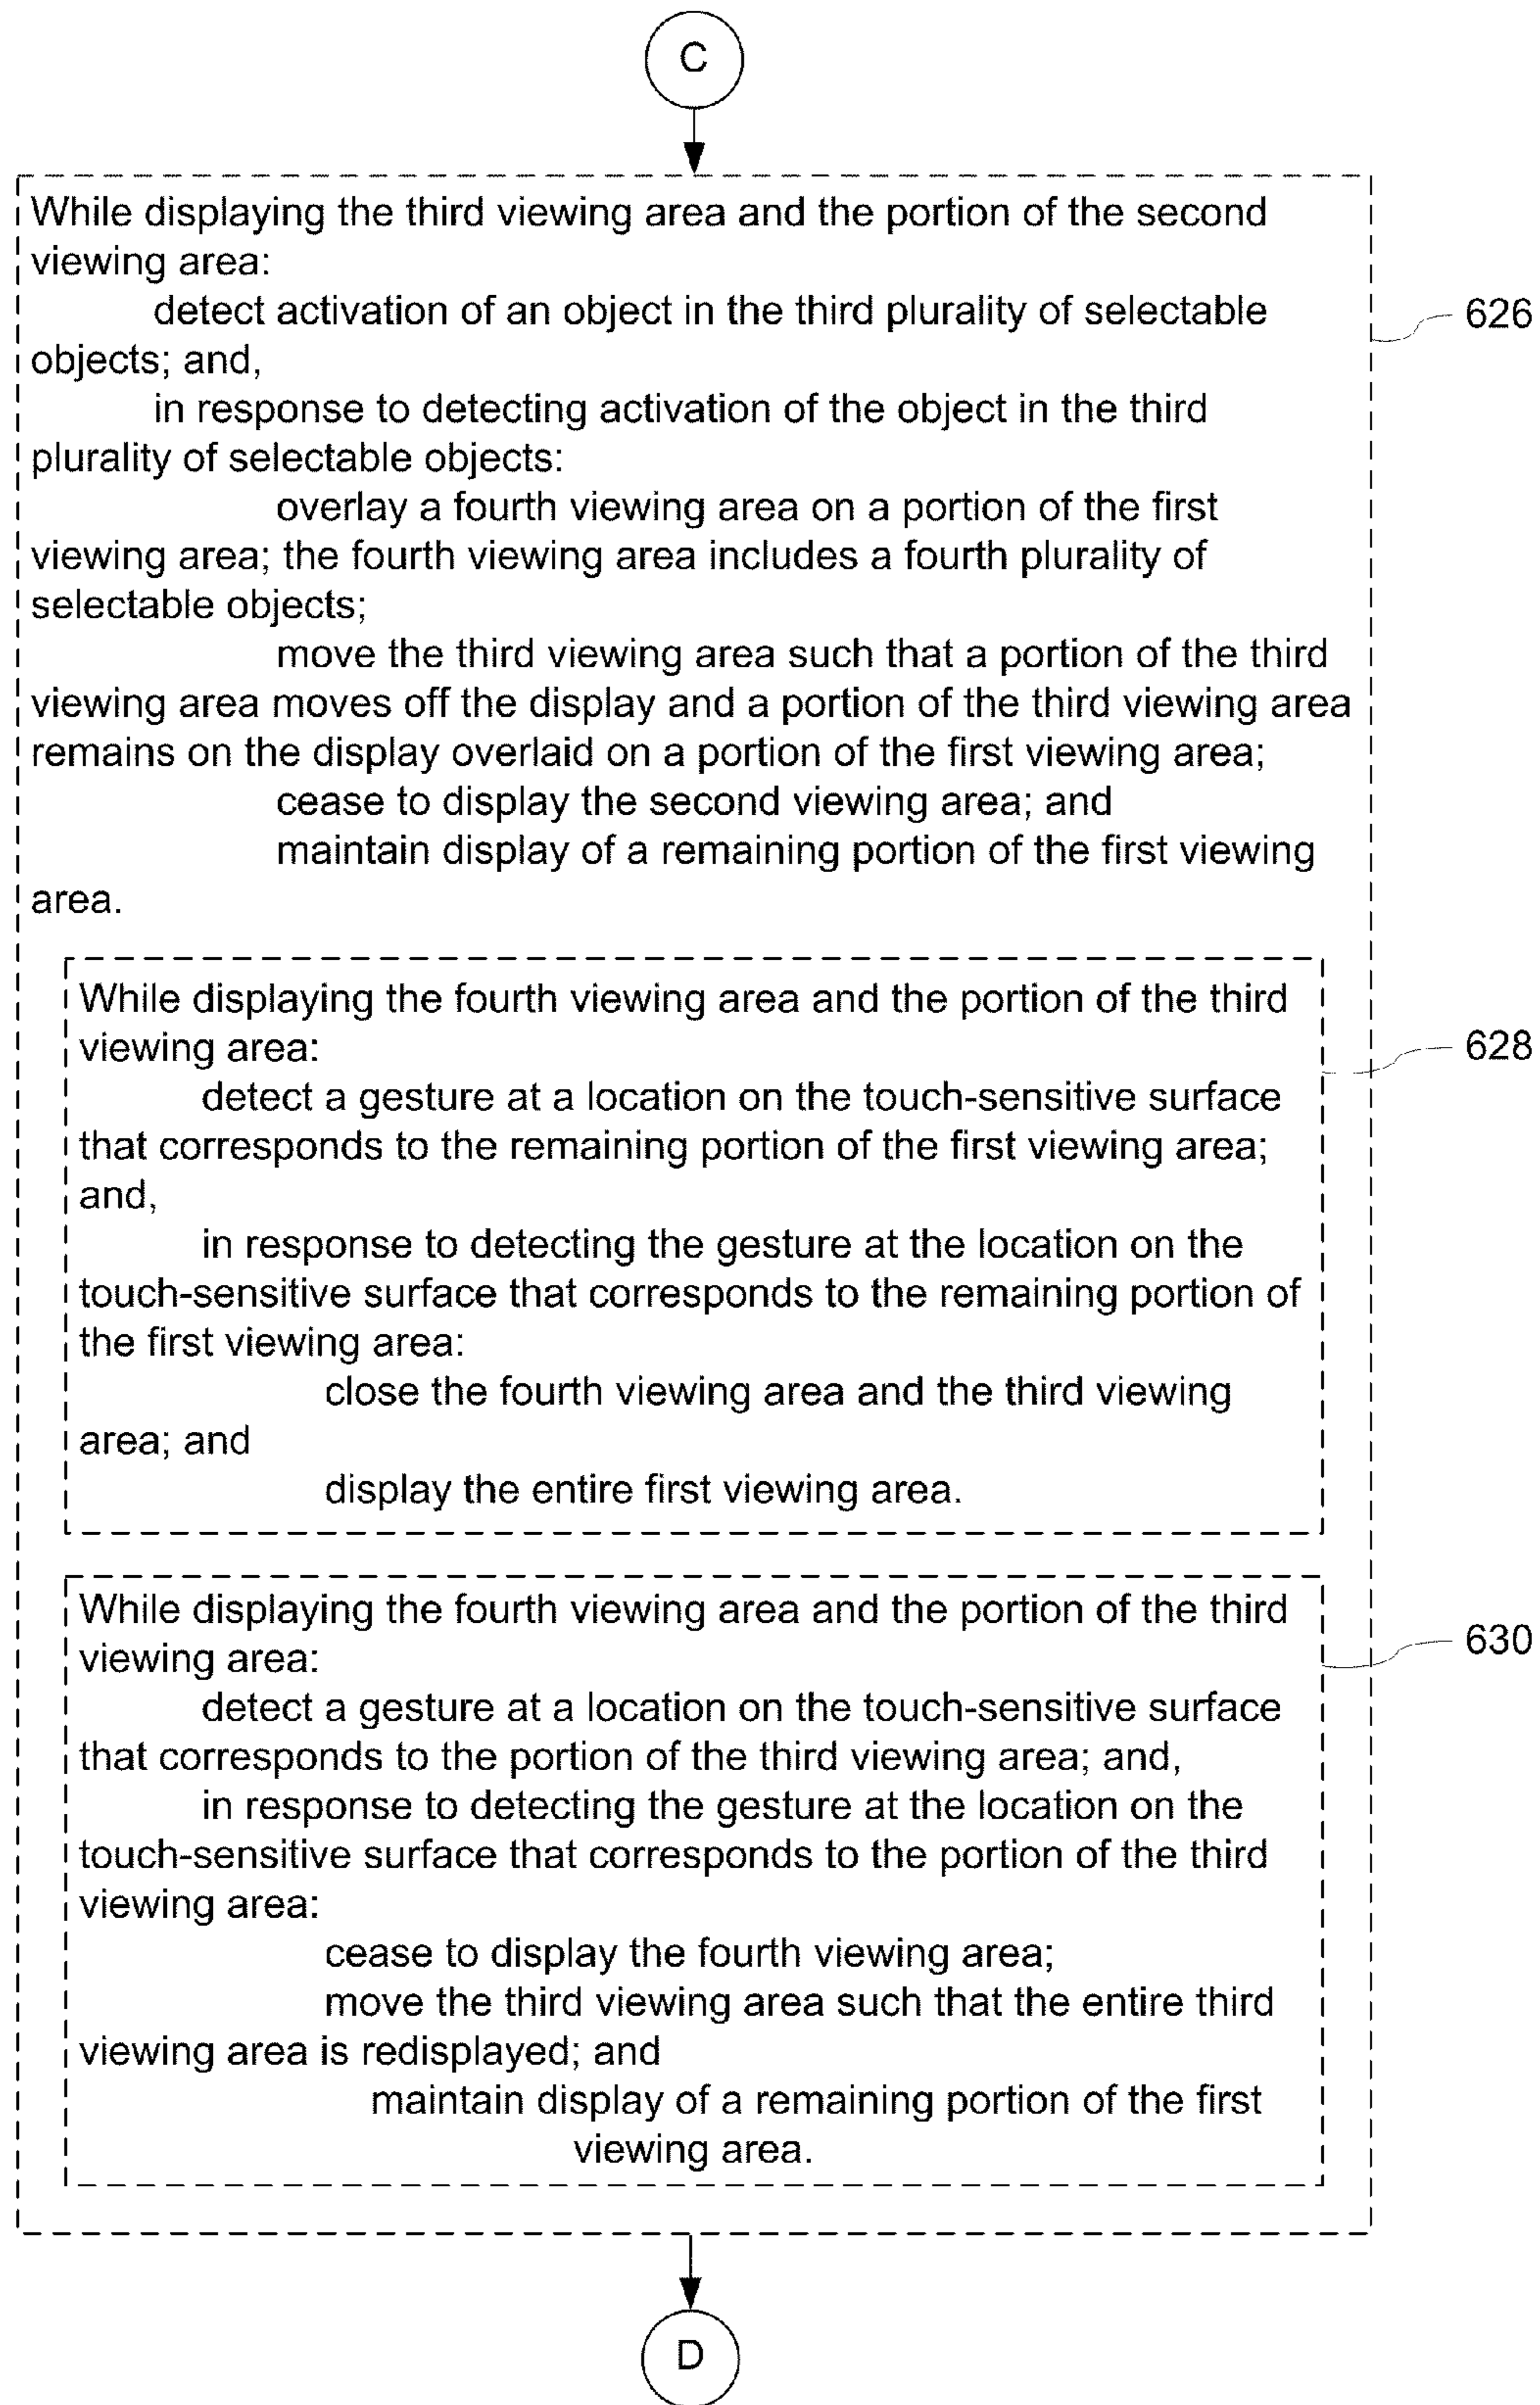 C
While displaying the third viewing area and the portion of the second
viewing area:
detect activation of an object in the third plurality of selectable
objects; and,
in response to detecting activation of the object in the third
plurality of selectable objects:
overlay a fourth viewing area on a portion of the first
viewing area; the fourth viewing area includes a fourth plurality of
selectable objects;
move the third viewing area such that a portion of the third
viewing area moves off the display and a portion of the third viewing area
remains on the display overlaid on a portion of the first viewing area;
cease to display the second viewing area; and
maintain display of a remaining portion of the first viewing
area.
626
While displaying the fourth viewing area and the portion of the third
viewing area:
detect a gesture at a location on the touch-sensitive surface
that corresponds to the remaining portion of the first viewing area;
and,
in response to detecting the gesture at the location on the
touch-sensitive surface that corresponds to the remaining portion of
the first viewing area:
close the fourth viewing area and the third viewing
area; and
display the entire first viewing area.
628
While displaying the fourth viewing area and the portion of the third
viewing area:
detect a gesture at a location on the touch-sensitive surface
that corresponds to the portion of the third viewing area; and,
in response to detecting the gesture at the location on the
touch-sensitive surface that corresponds to the portion of the third
viewing area:
cease to display the fourth viewing area;
move the third viewing area such that the entire third
viewing area is redisplayed; and
maintain display of a remaining portion of the first
viewing area.
630
D